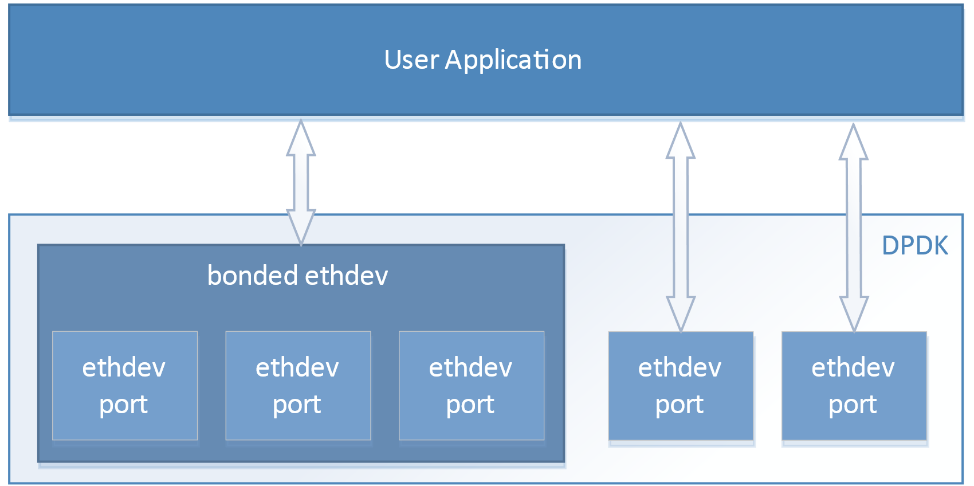 User Application
DPDK
bonded ethdev
ethdev
port
ethdev
port
ethdev
port
ethdev
port
ethdev
port